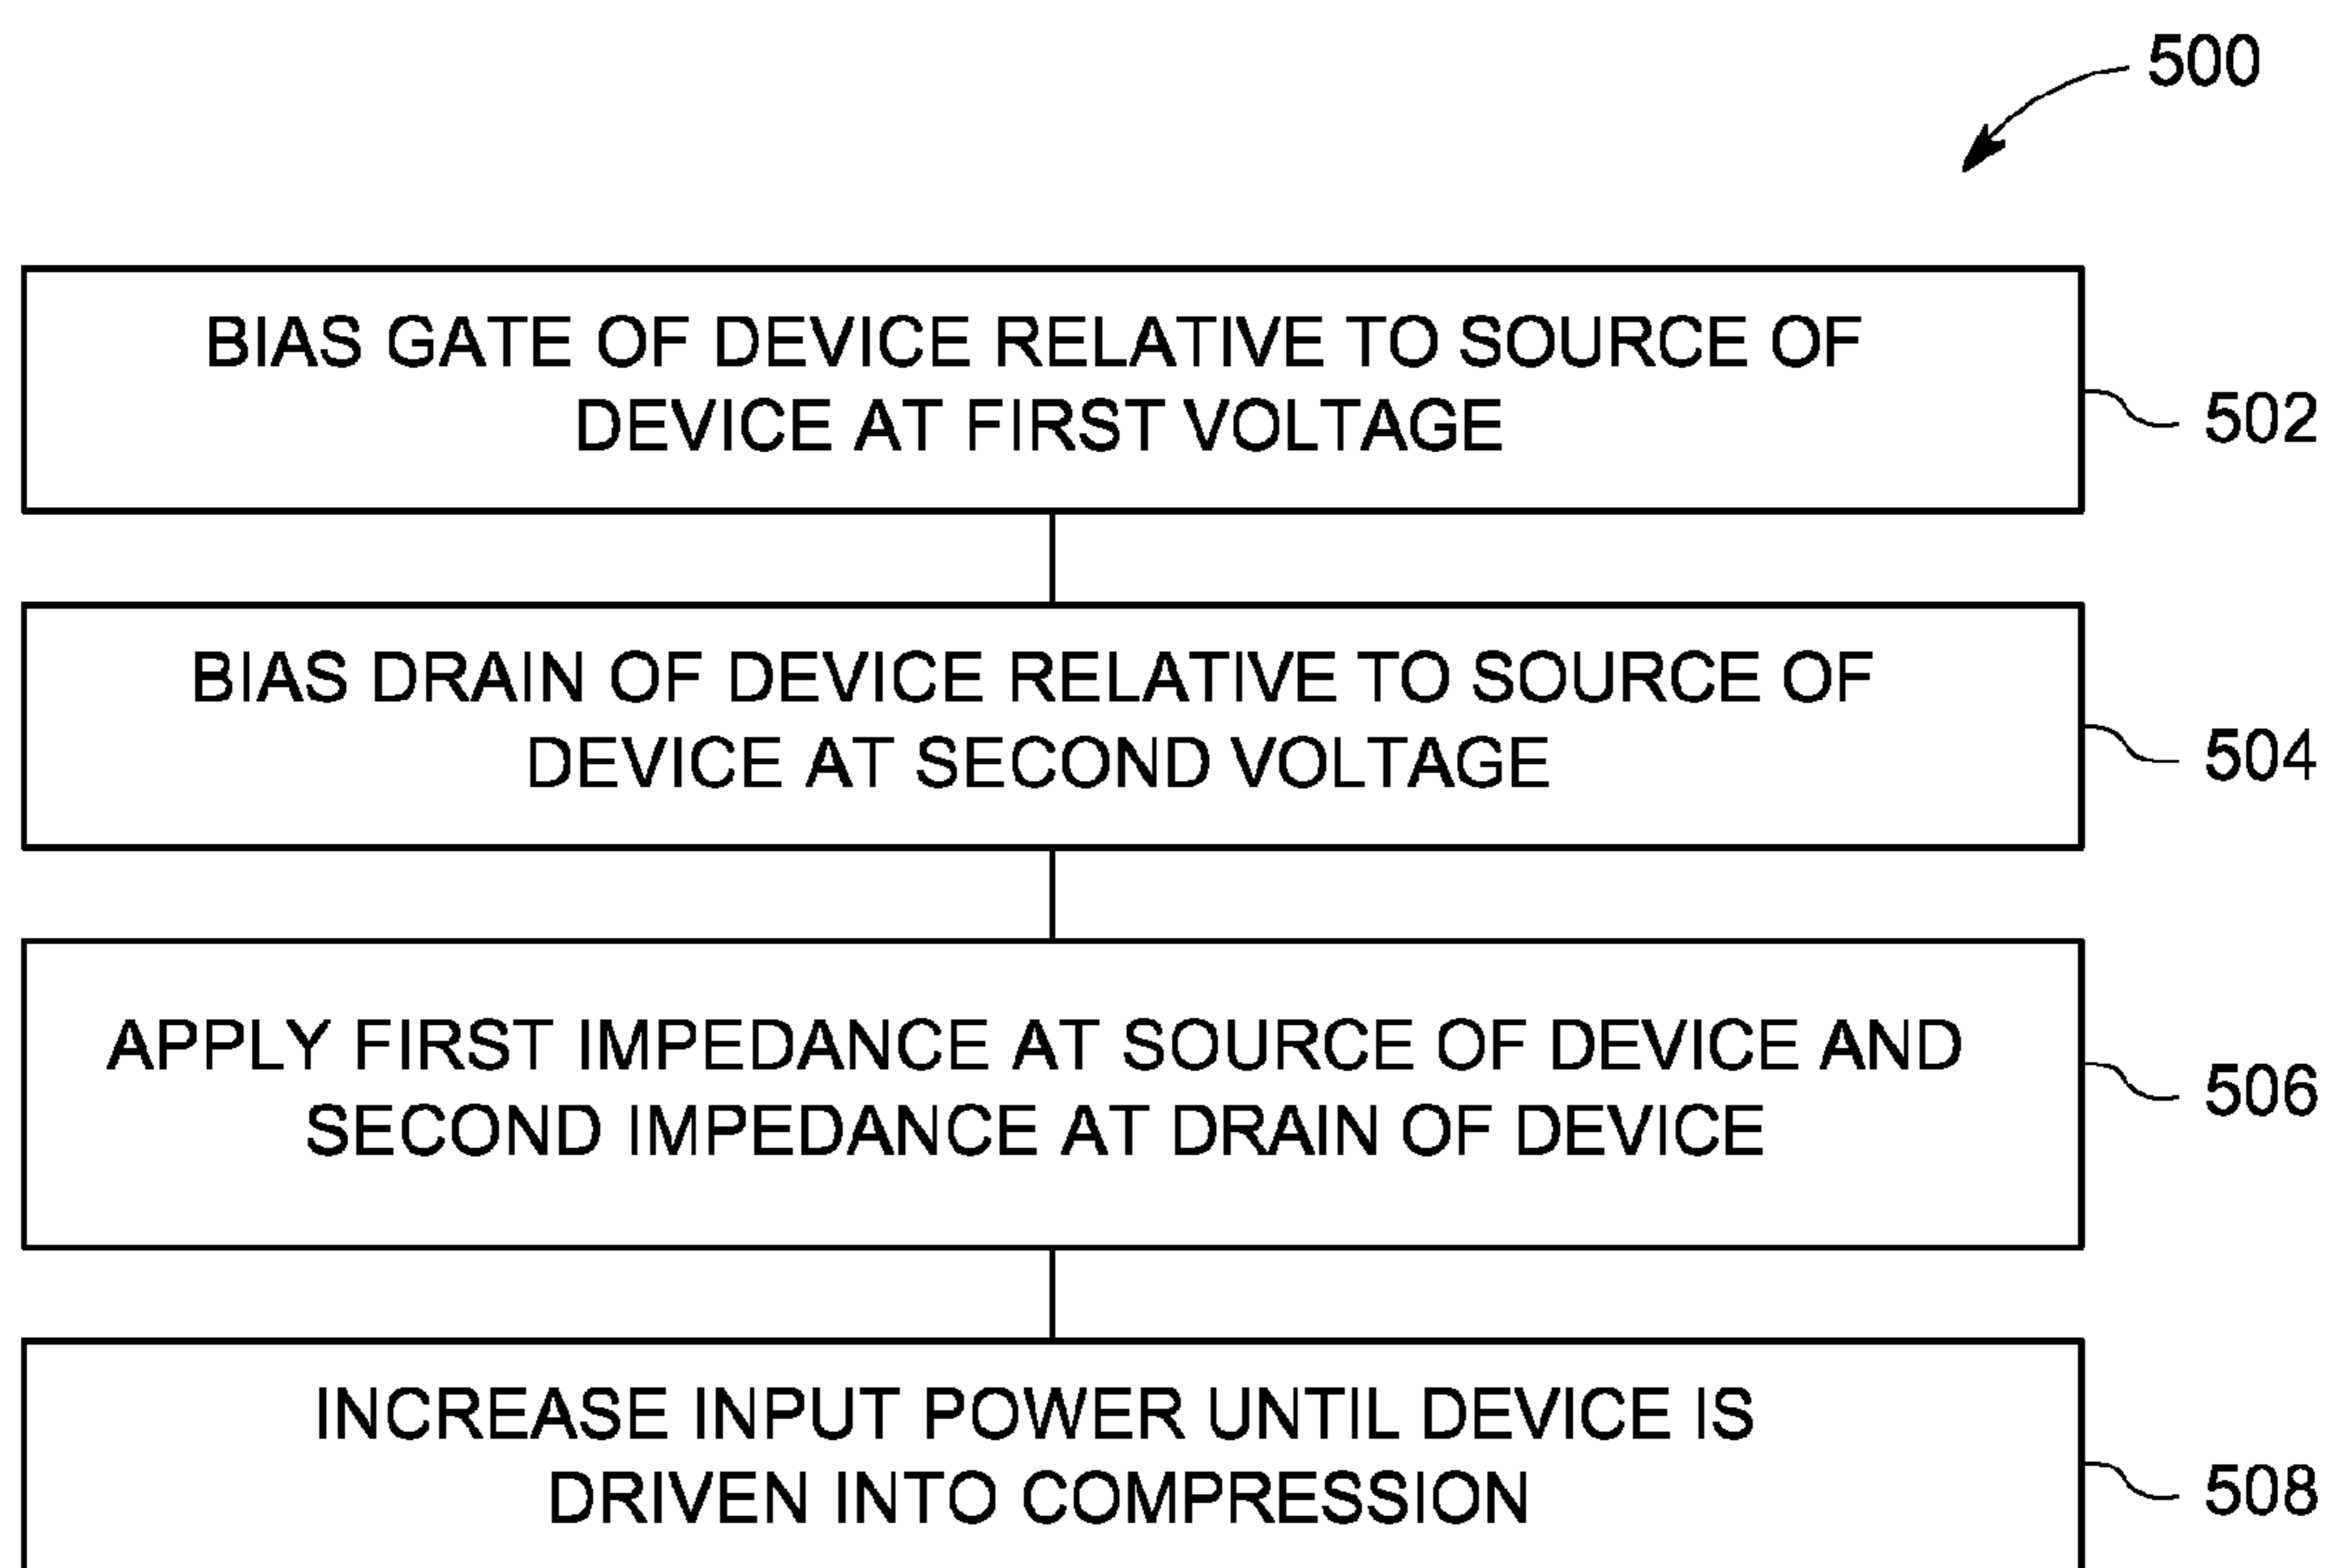 500
BIAS GATE OF DEVICE RELATIVE TO SOURCE OF
DEVICE AT FIRST VOLTAGE
502
BIAS DRAIN OF DEVICE RELATIVE TO SOURCE OF
DEVICE AT SECOND VOLTAGE
504
APPLY FIRST IMPEDANCE AT SOURCE OF DEVICE AND
SECOND IMPEDANCE AT DRAIN OF DEVICE
506
INCREASE INPUT POWER UNTIL DEVICE IS
DRIVEN INTO COMPRESSION
508